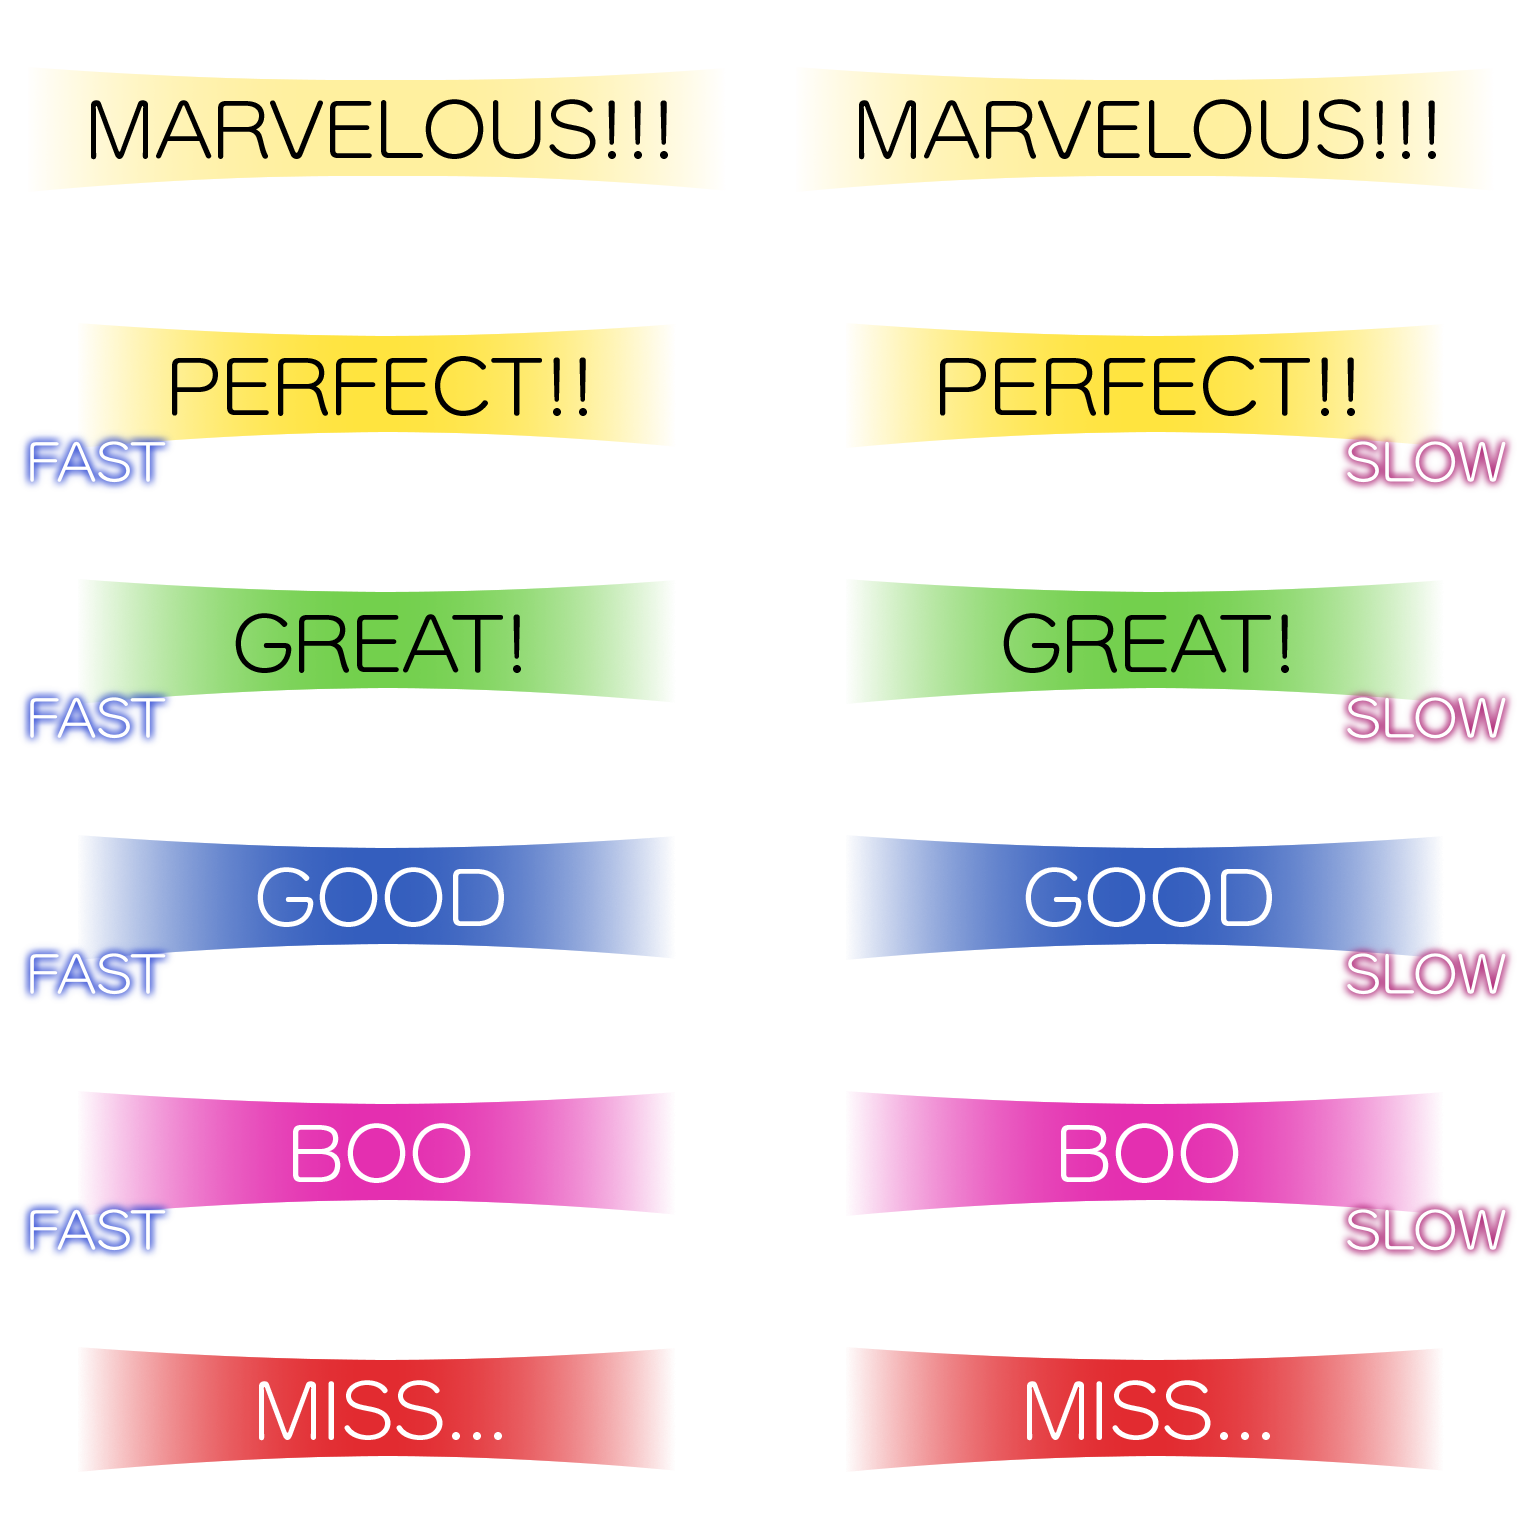 MARVELOUS!!! MARVELOUS!!!
PERFECT!! PERFECT!!
FAST SLOW
GREAT! GREAT!
FAST SLOW
GOOD GOOD
FAST SLOW
BOO BOO
FAST SLOW
MISS... MISS...